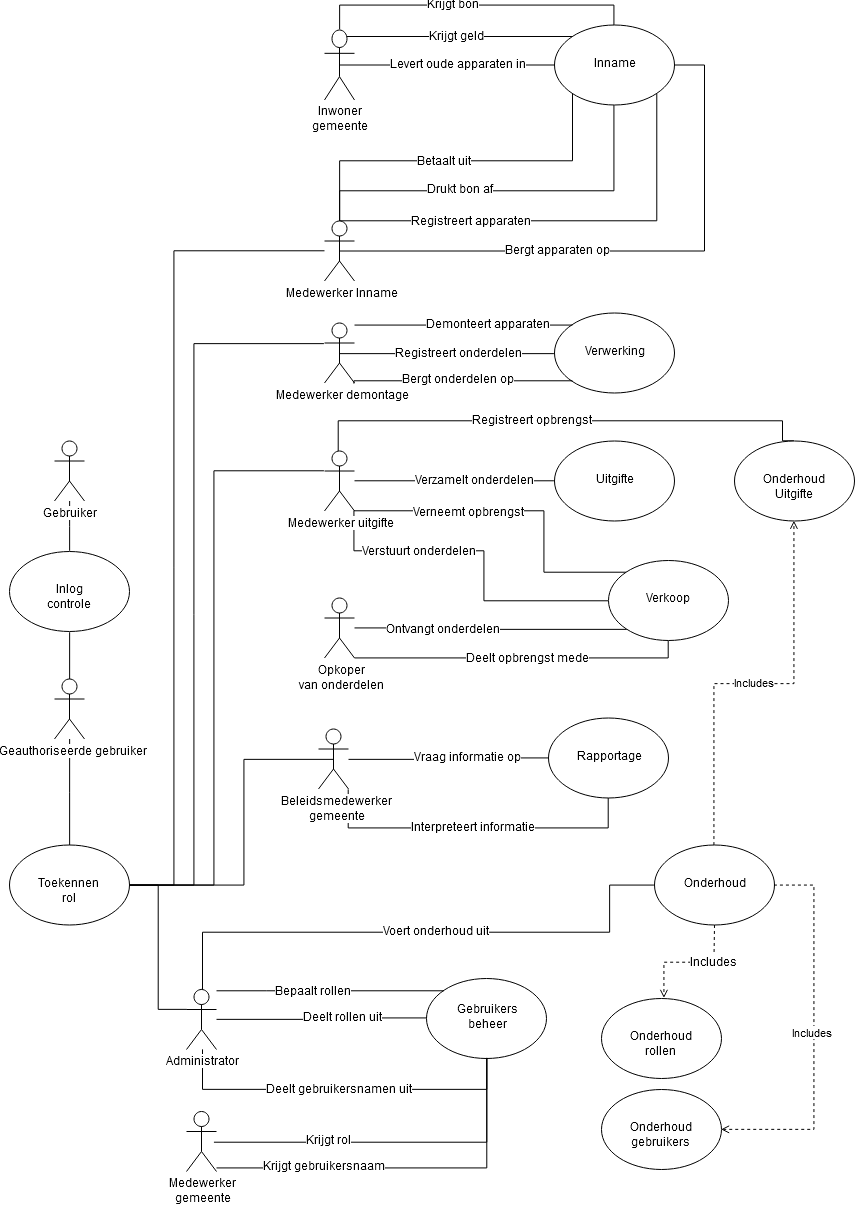 Krijgt bon
Krijgt geld
Levert oude apparaten in
Inname
Inwoner
gemeente
Betaalt uit
Drukt bon af
Registreert apparaten
Bergt apparaten op
Medewerker Inname
Demonteert apparaten
Registreert onderdelen
Bergt onderdelen op
Verwerking
Medewerker demontage
Registreert opbrengst
Verzamelt onderdelen
Uitgifte
Onderhoud
Uitgifte
Medewerker uitgifte
Verneemt opbrengst
Verstuurt onderdelen
Gebruiker
Inlog
controle
Verkoop
Ontvangt onderdelen
Deelt opbrengst mede
Opkoper
van onderdelen
Includes
Geauthoriseerde gebruiker
Vraag informatie op
Rapportage
Beleidsmedewerker
gemeente
Interpreteert informatie
Toekennen
rol
Onderhoud
Voert onderhoud uit
Includes
Bepaalt rollen
Deelt rollen uit
Gebruikers
beheer
Onderhoud
rollen
Includes
Administrator
Deelt gebruikersnamen uit
Onderhoud
gebruikers
Krijgt rol
Krijgt gebruikersnaam
Medewerker
gemeente